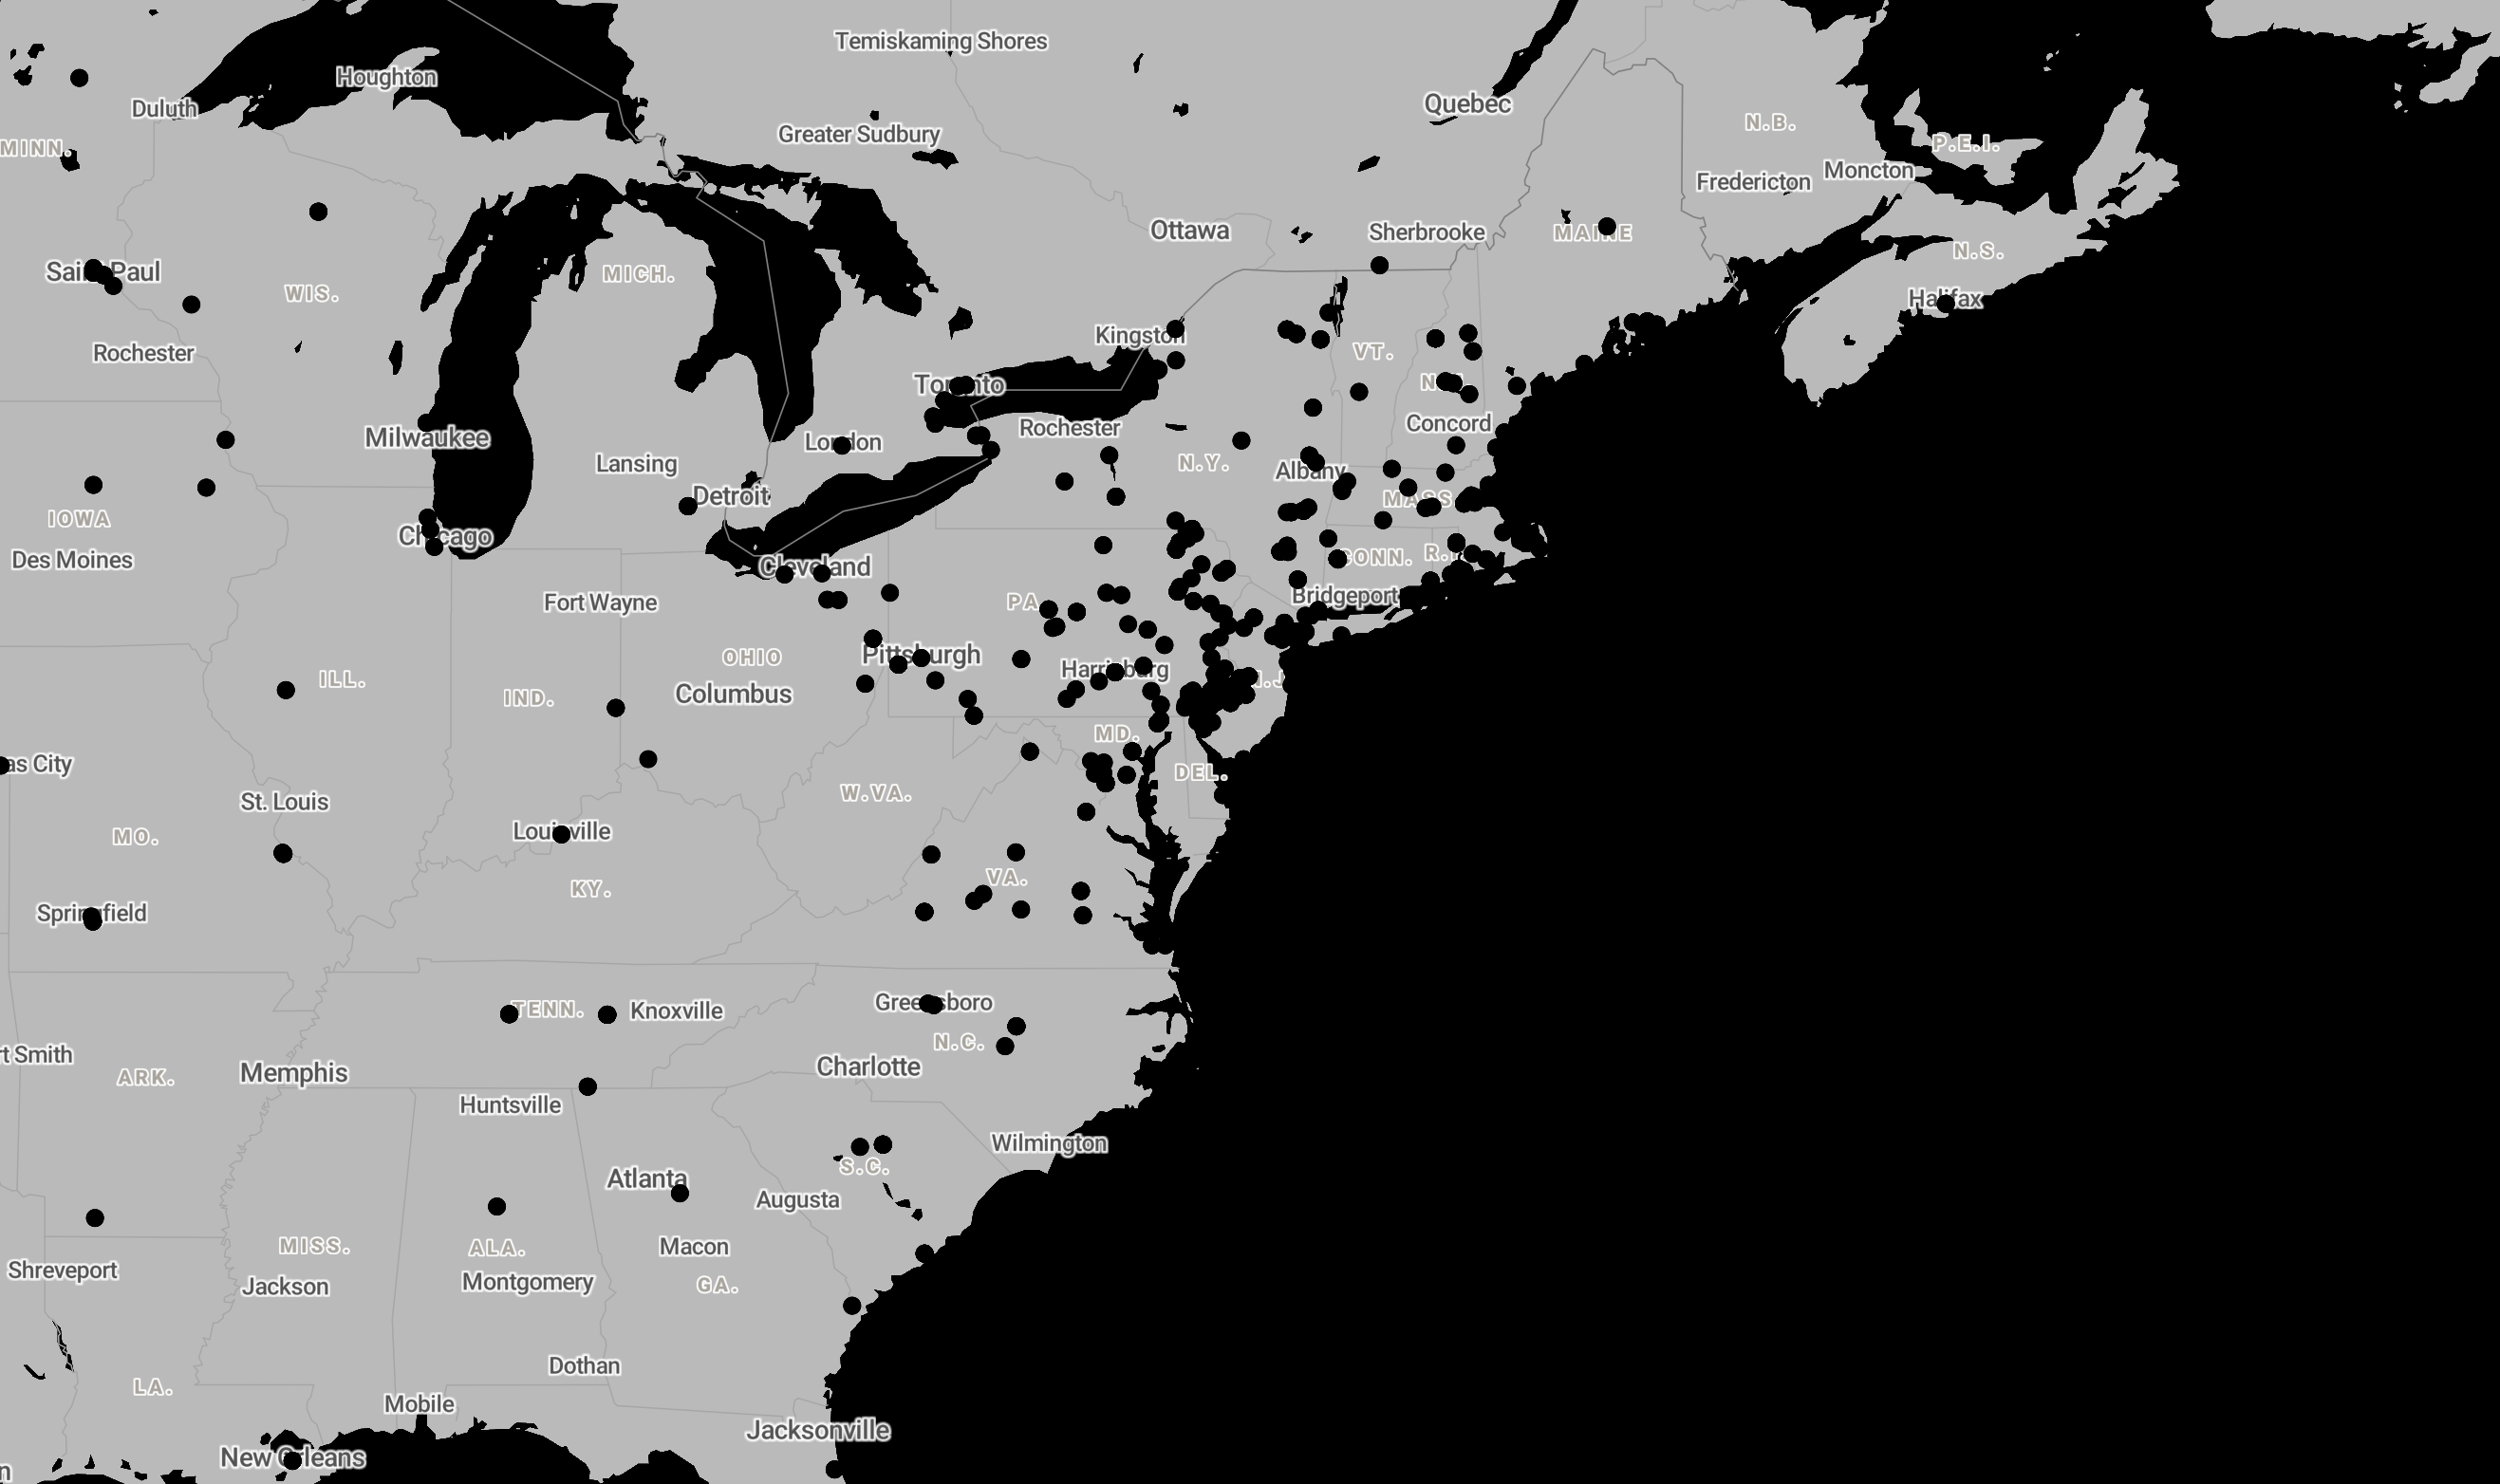 Temiskaming Shores
Houghton
Quebec
Duluth
N.B.
Greater Sudbury
P.E.I.
MINN.
Moncton
Fredericton
Ottawa
Sherbrooke
MAINE
N.S.
Saint Paul
MICH.
WIS.
Halifax
Kingston
Rochester
VT.
Toronto
Concord
Rochester
Milwaukee
London
Lansing
N.Y.
Albany
Detroit
MASS
IOWA
Chicago
CONN.
R.I.
Des Moines
Cleveland
Bridgeport
Fort Wayne
PA.
OHIO
Pittsburgh
Harrisburg
ILL.
IND.
Columbus
N.J.
MD.
as City
DEL.
W.VA.
St. Louis
Louisville
MO.
VA.
KY.
Springfield
Greensboro
TENN.
Knoxville
N.C.
rt Smith
Charlotte
Memphis
ARK.
Huntsville
Wilmington
S.C.
Atlanta
Augusta
MISS.
ALA.
Macon
Shreveport
Montgomery
GA.
Jackson
Dothan
LA.
Mobile
Jacksonville
New Orleans
n